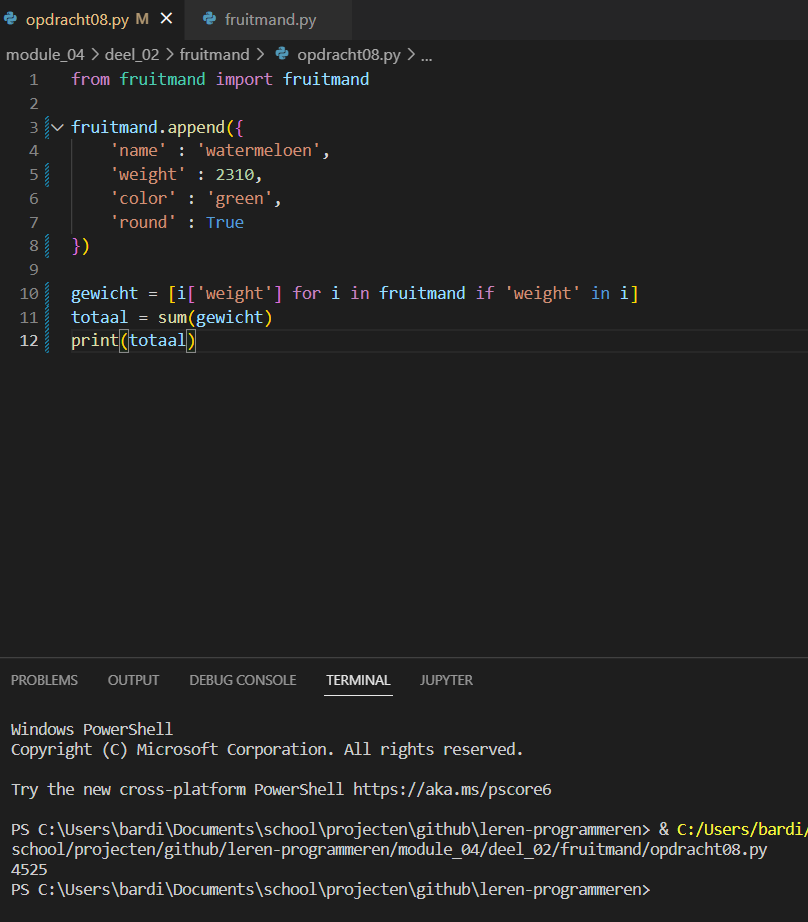 opdracht08.py M × fruitmand.py
module_04 > deel_02 > fruitmand > opdracht08.py > ...
1 from fruitmand import fruitmand
2
3 fruitmand.append({
4 'name' : 'watermeloen',
5 'weight' : 2310,
6 'color' : 'green',
7 'round' : True
8 })
9
10 gewicht = [i['weight'] for i in fruitmand if 'weight' in i]
11 totaal = sum(gewicht)
12 print(totaal)
PROBLEMS OUTPUT DEBUG CONSOLE TERMINAL JUPYTER
Windows PowerShell
Copyright (C) Microsoft Corporation. All rights reserved.
Try the new cross-platform PowerShell https://aka.ms/pscore6
PS C:\Users\bardi\Documents\school\projecten\github\leren-programmeren> & C:/Users/bardi/
school/projecten/github/leren-programmeren/module_04/deel_02/fruitmand/opdracht08.py
4525
PS C:\Users\bardi\Documents\school\projecten\github\leren-programmeren>